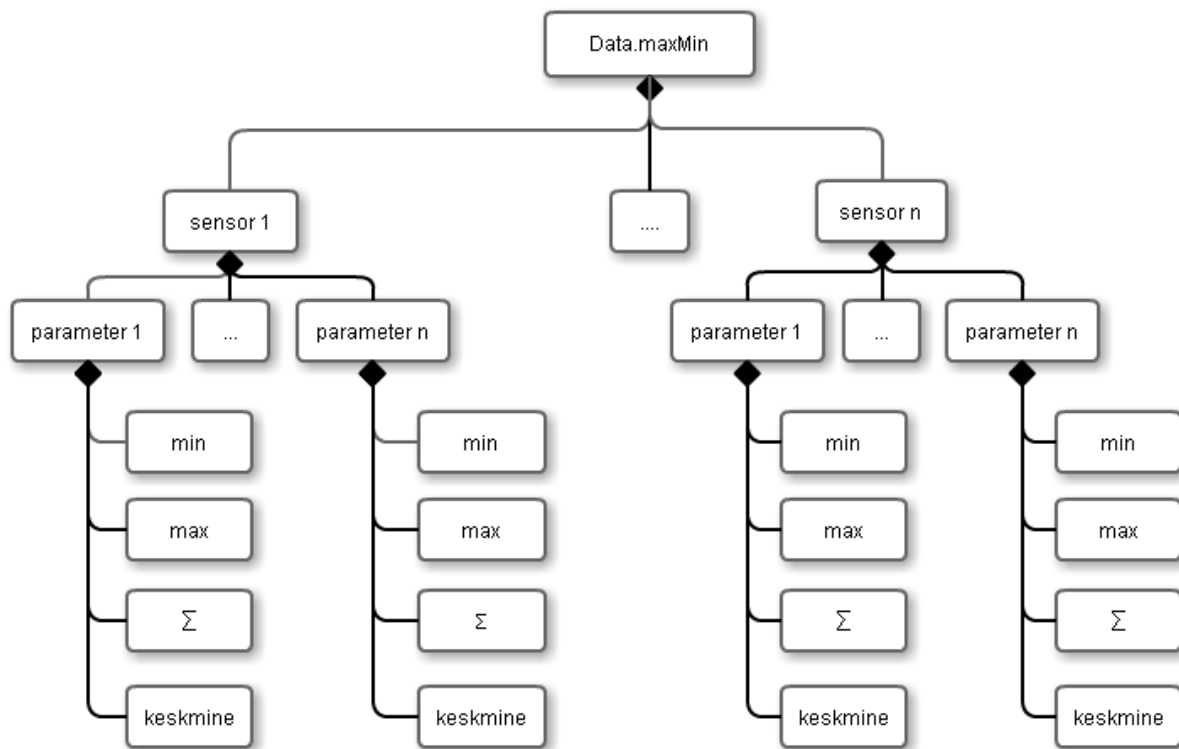 Data.maxMin
sensor 1
....
sensor n
parameter 1
...
parameter n
parameter 1
...
parameter n
min
min
min
min
max
max
max
max
Σ
Σ
Σ
Σ
keskmine
keskmine
keskmine
keskmine